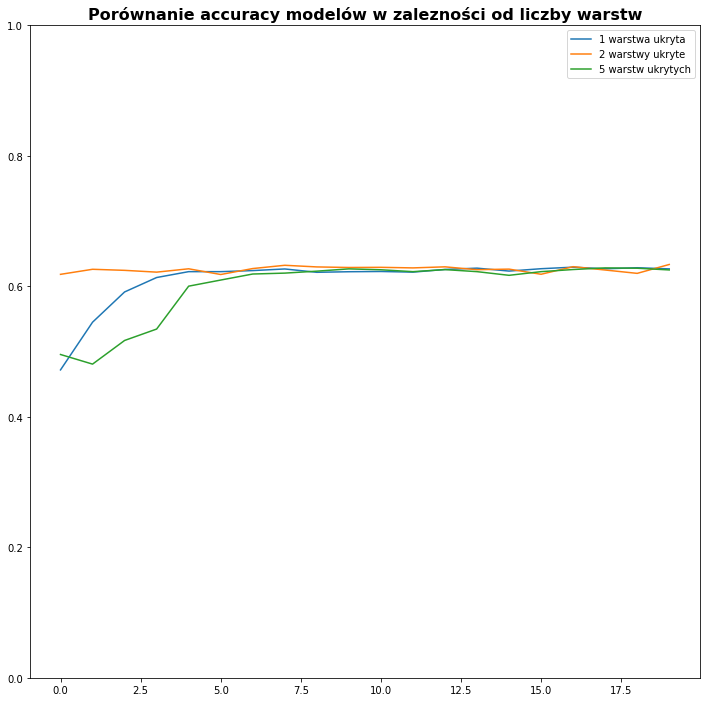 Porównanie accuracy modelów w zalezności od liczby warstw
1 warstwa ukryta
2 warstwy ukryte
5 warstw ukrytych
1.0
0.8
0.6
0.4
0.2
0.0
0.0 2.5 5.0 7.5 10.0 12.5 15.0 17.5